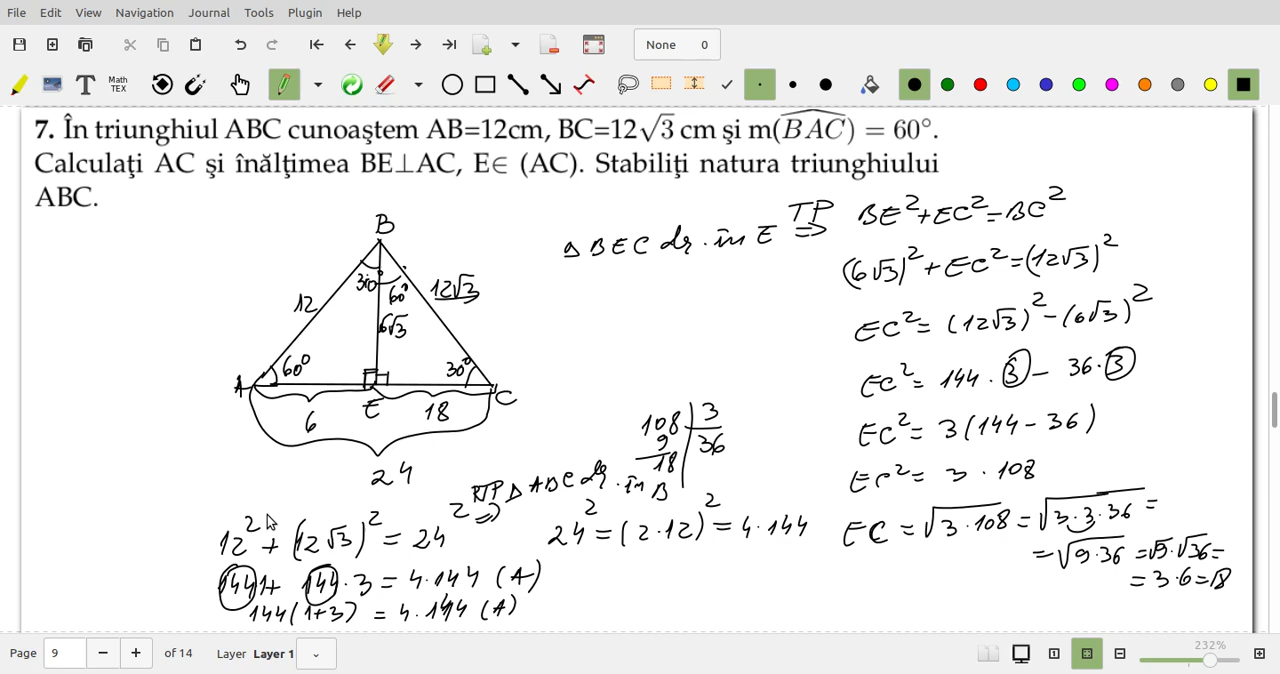 File Edit View Navigation Journal Tools Plugin Help
None 0
T Math TEX
7. În triunghiul ABC cunoaştem AB=12cm, BC=12√3 cm şi m(BAC) = 60°.
Calculaţi AC şi înălţimea BE⊥AC, E∈ (AC). Stabiliţi natura triunghiului
ABC.
B
30° 60°
12 12√3
6√3
A 60° 30° C
E
6 18
24
Δ BEC dr. în E TP ⇒ BE² + EC² = BC²
(6√3)² + EC² = (12√3)²
EC² = (12√3)² − (6√3)²
EC² = 144 · 3 − 36 · 3
EC² = 3(144 − 36)
EC² = 3 · 108
EC = √3·108 = √3·3·36 =
= √9·36 = √9·√36 =
= 3·6 = 18
108 3
9 36
18
12² + (12√3)² = 24² RTP ⇒ Δ ABC dr. în B
144 + 144 · 3 = 4·144 (A)
144(1+3) = 4·144 (A)
24² = (2·12)² = 4·144
Page 9 of 14 Layer Layer 1 232%